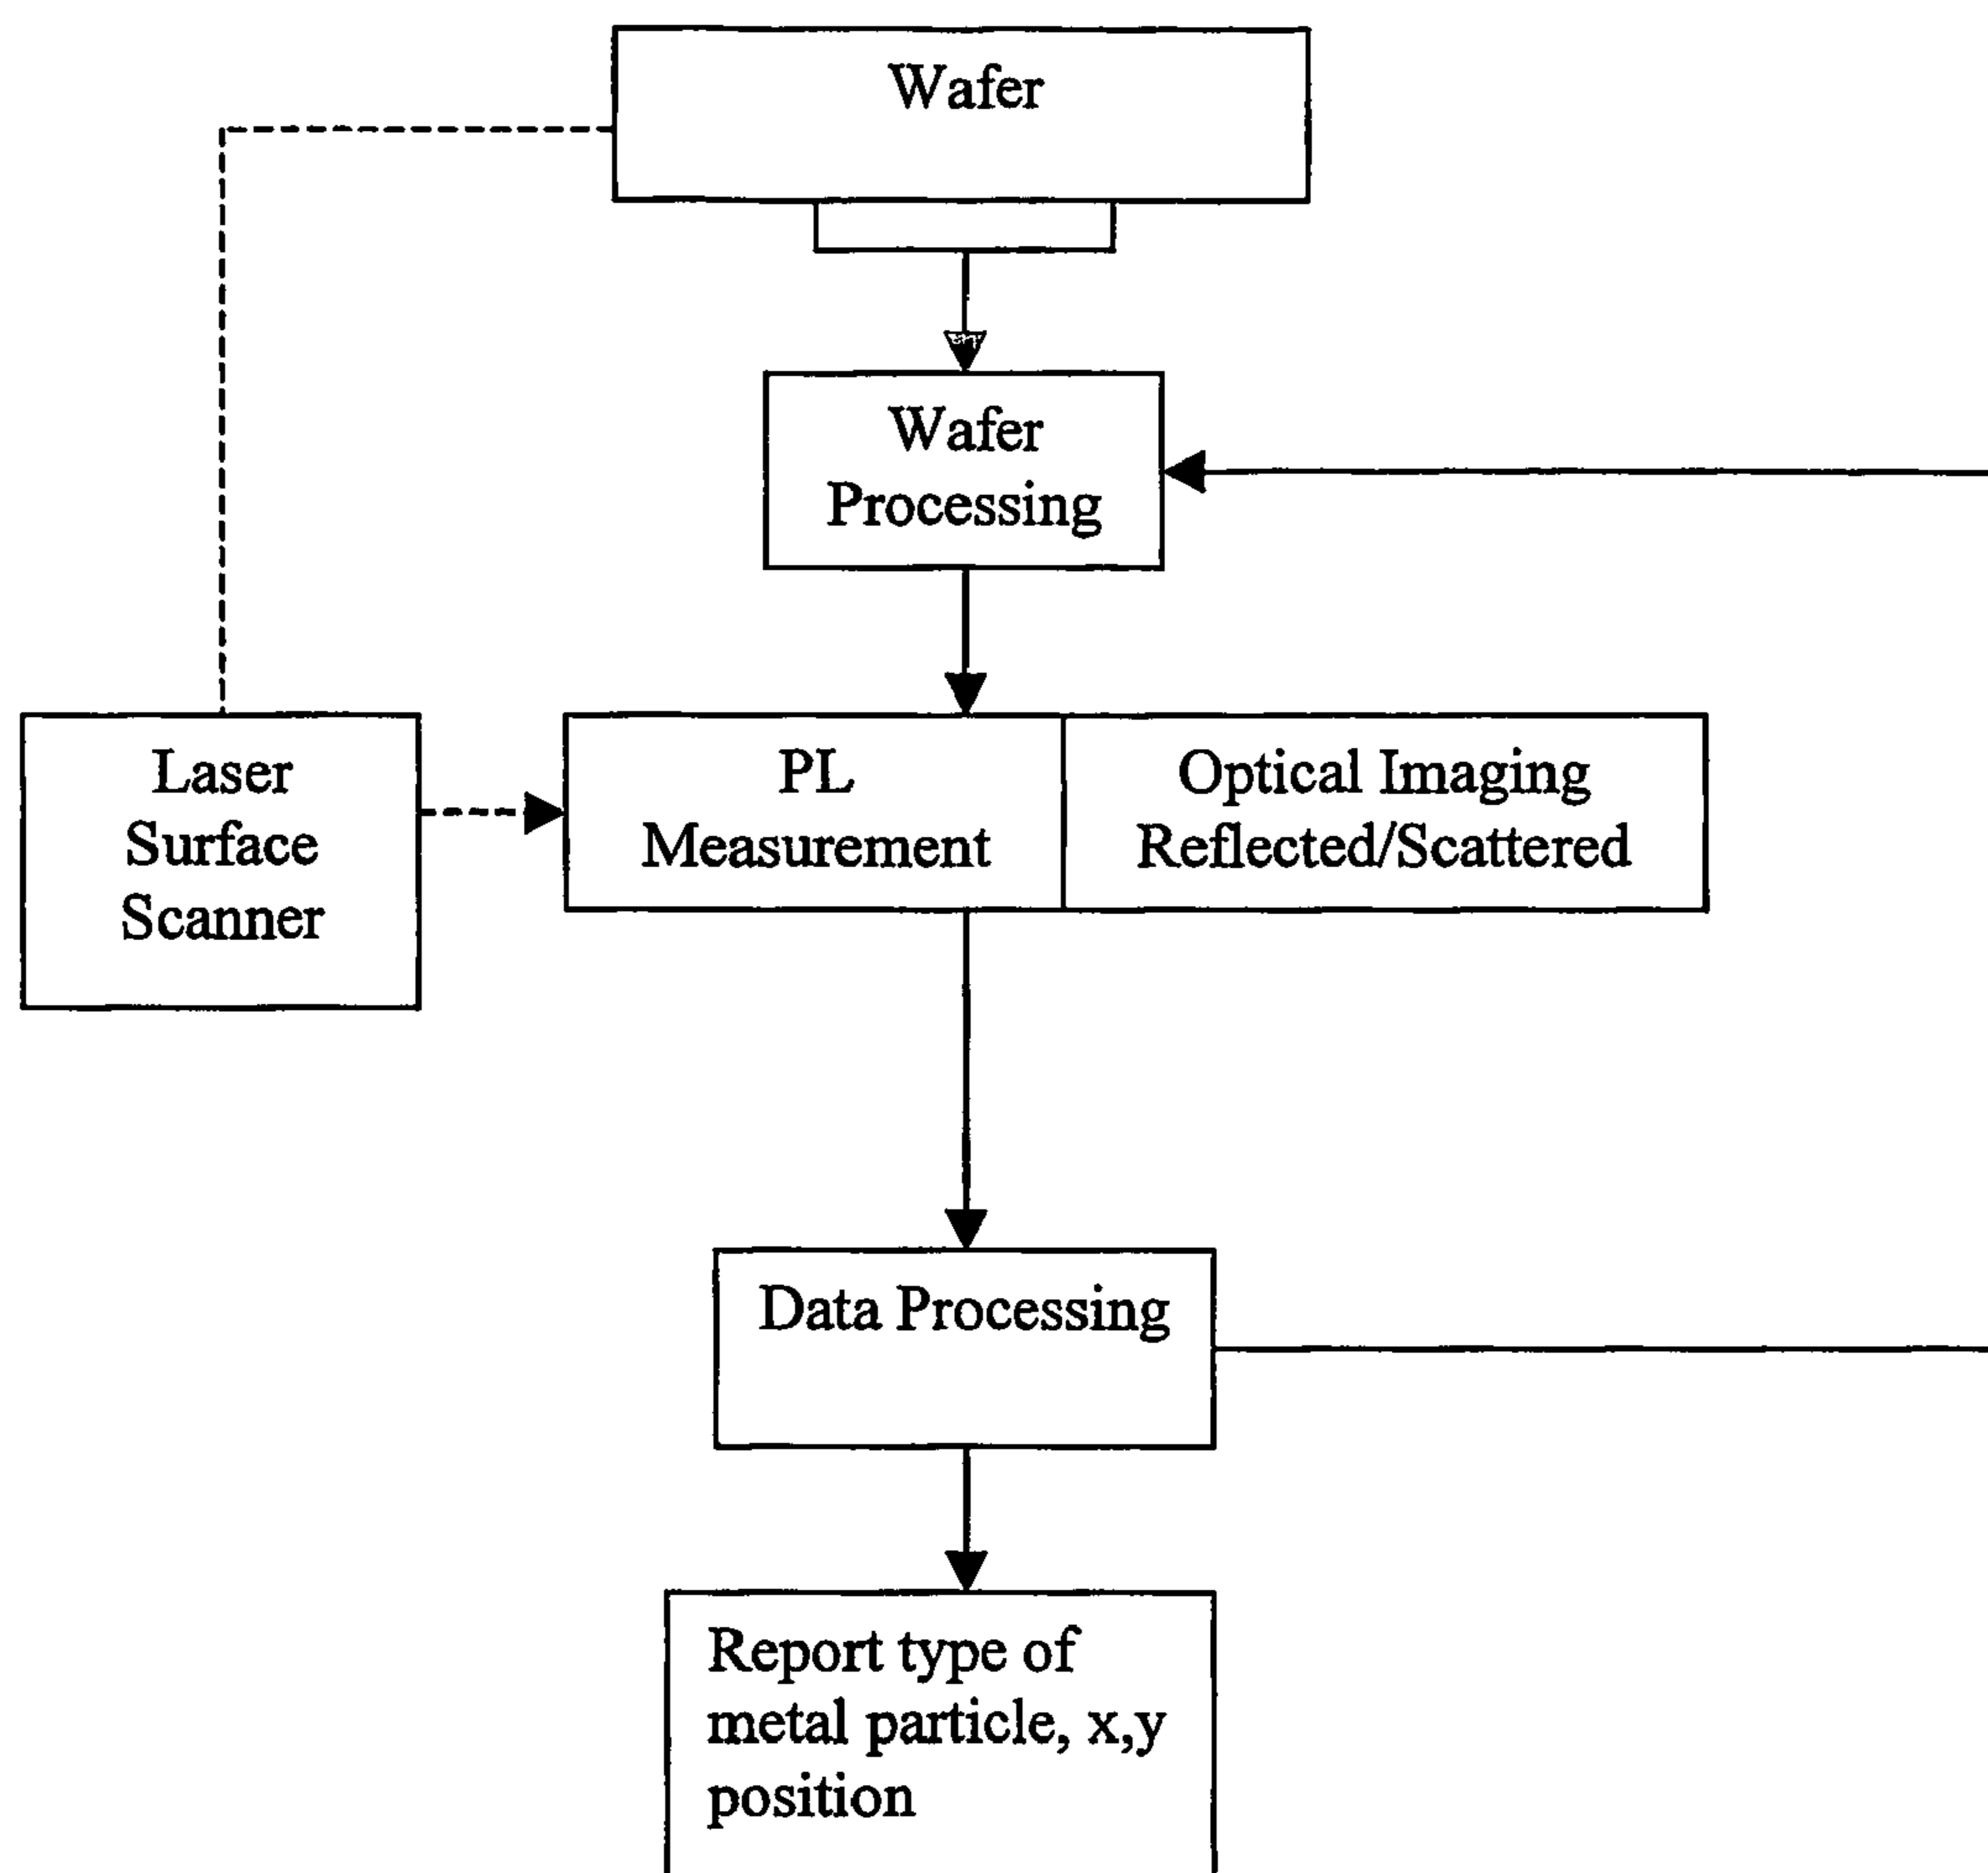 Wafer
Wafer
Processing
Laser
Surface
Scanner
PL
Measurement
Optical Imaging
Reflected/Scattered
Data Processing
Report type of
metal particle, x,y
position